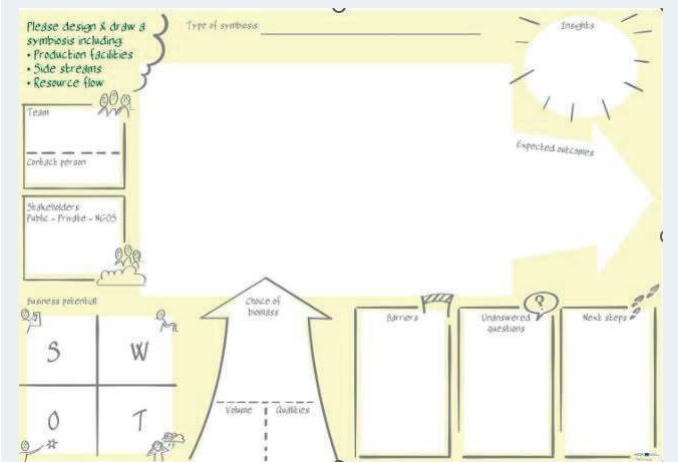 Please design & draw a
symbiosis including
• Production facilities
• Side streams
• Resource flow
Type of symbiosis
Insights
Team
Contact person
Expected outcomes
Stakeholders
Public - Private - NGOS
Business potential
S
W
O
T
Choice of
biomass
Volume
Qualities
Barriers
Unanswered
questions
?
Next steps